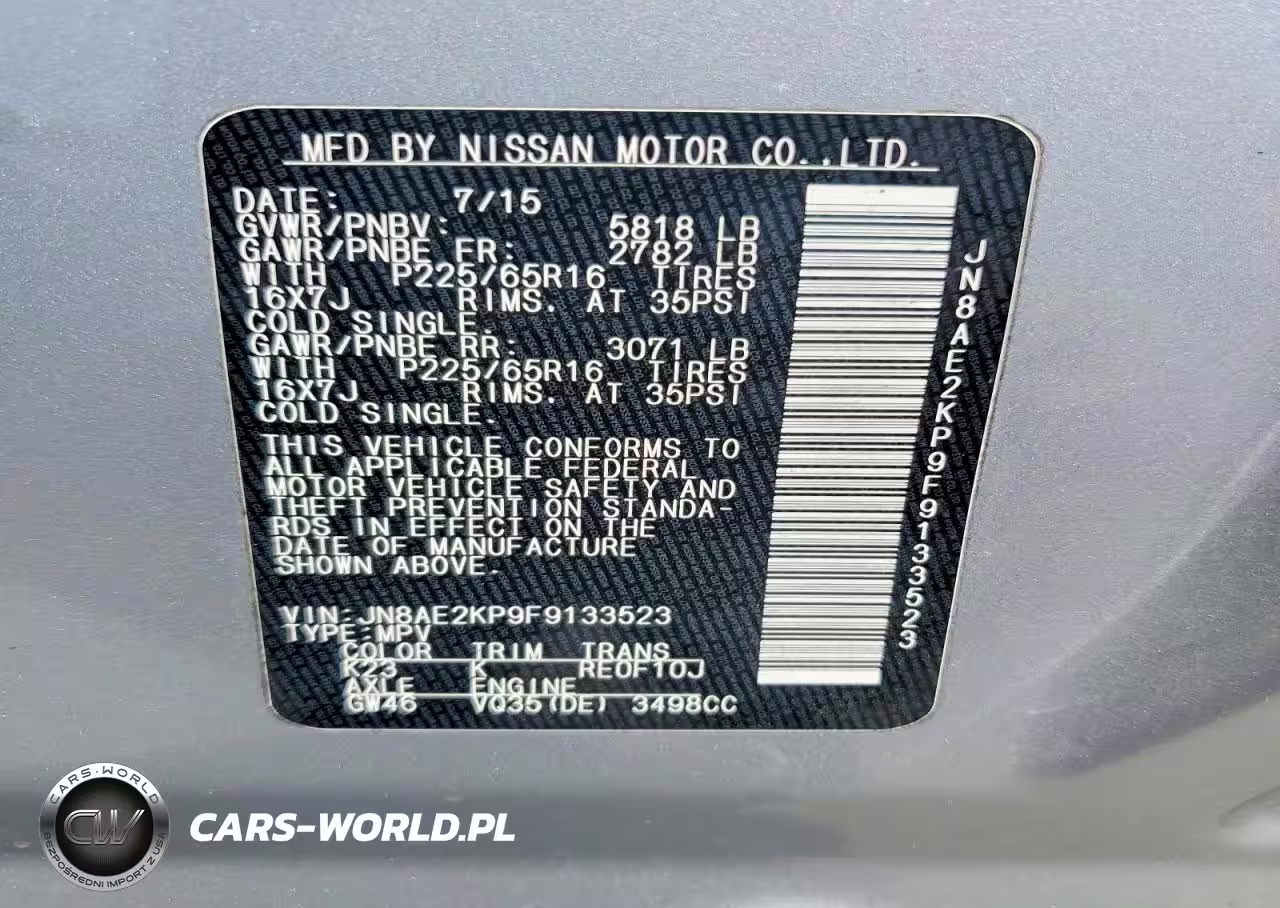 MFD BY NISSAN MOTOR CO.,LTD.
DATE: 7/15
GVWR/PNBV: 5818 LB
GAWR/PNBE FR: 2782 LB
WITH P225/65R16 TIRES
16X7J RIMS. AT 35PSI
COLD SINGLE.
GAWR/PNBE RR: 3071 LB
WITH P225/65R16 TIRES
16X7J RIMS. AT 35PSI
COLD SINGLE.
THIS VEHICLE CONFORMS TO
ALL APPLICABLE FEDERAL
MOTOR VEHICLE SAFETY AND
THEFT PREVENTION STANDA-
RDS IN EFFECT ON THE
DATE OF MANUFACTURE
SHOWN ABOVE.
VIN:JN8AE2KP9F9133523
TYPE:MPV
COLOR TRIM TRANS
K23 K RE0F10J
AXLE ENGINE
GW46 VQ35(DE) 3498CC
JN8AE2KP9F9133523
CARS-WORLD
CW
BEZPOŚREDNI IMPORT Z USA
CARS-WORLD.PL